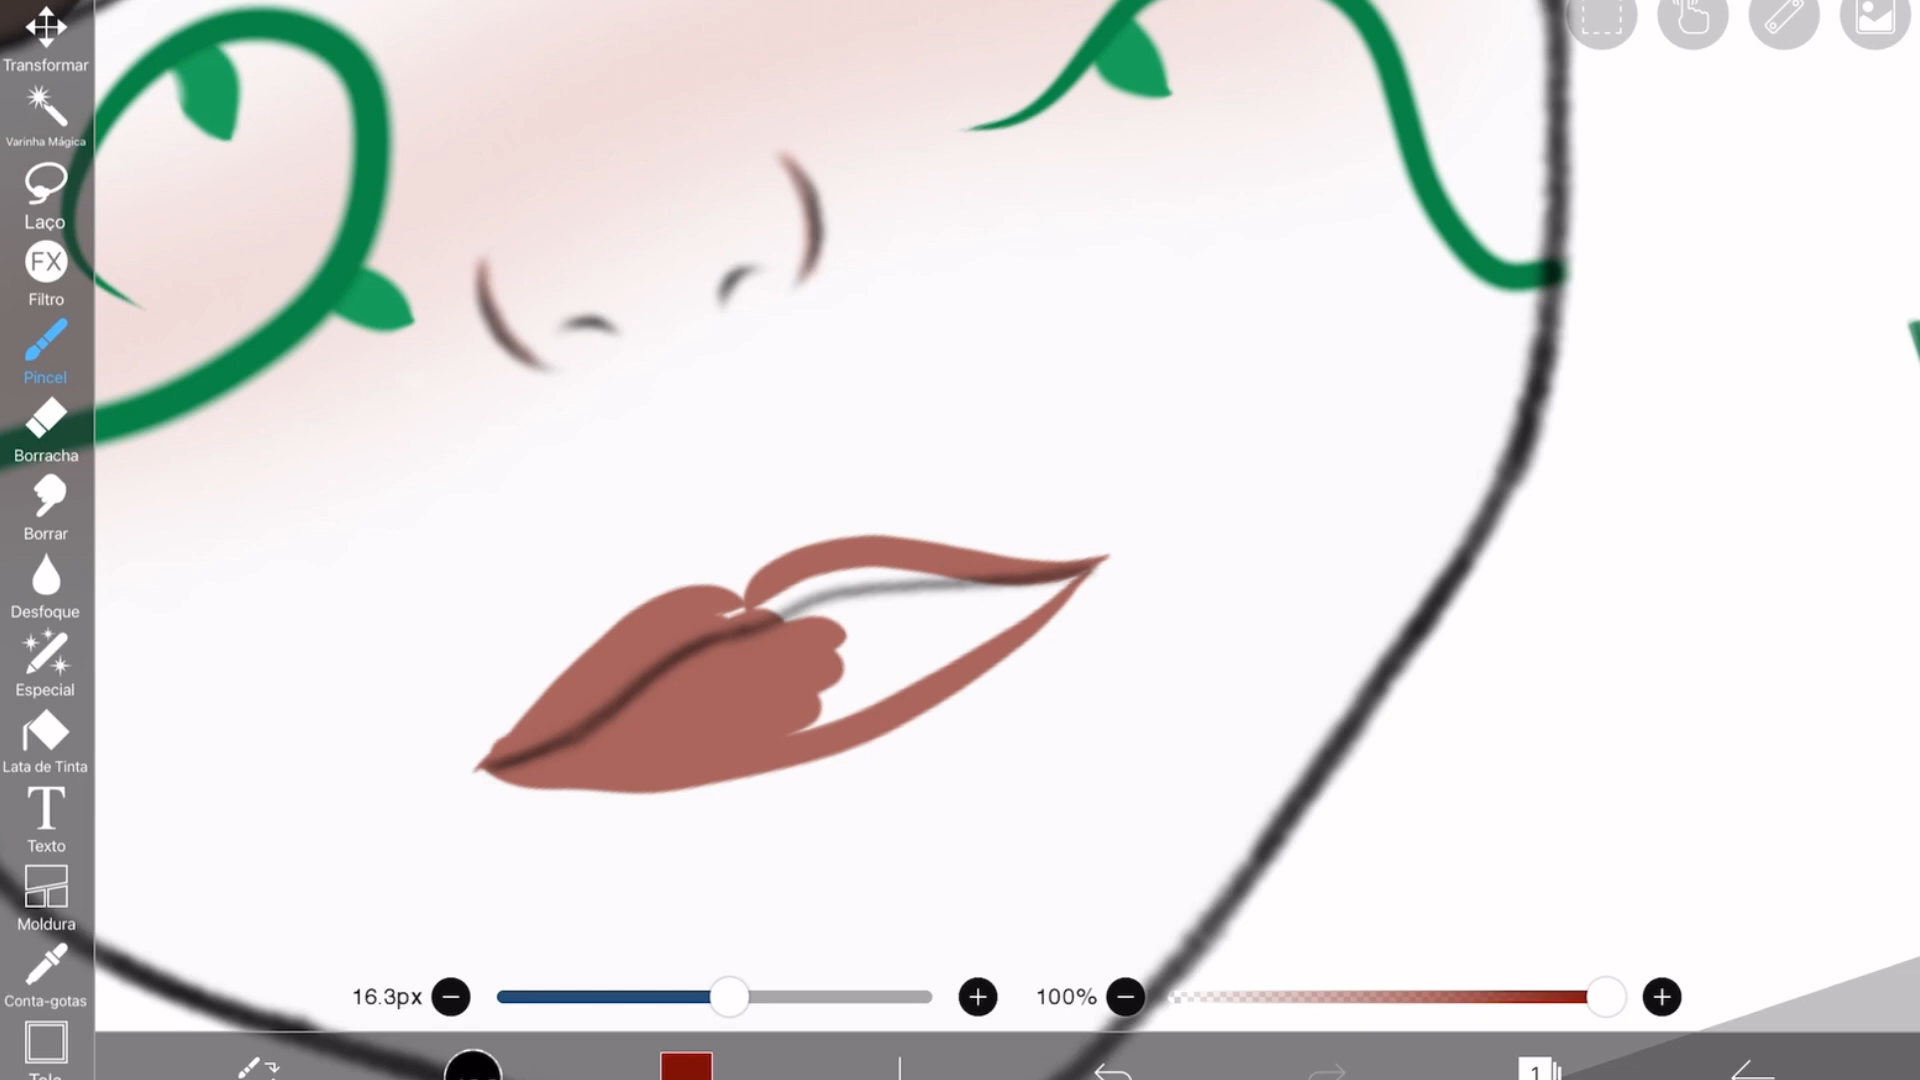 Transformar
Varinha Mágica
Laço
FX
Filtro
Pincel
Borracha
Borrar
Desfoque
Especial
Lata de Tinta
T
Texto
Moldura
Conta-gotas
16.3px
100%
1